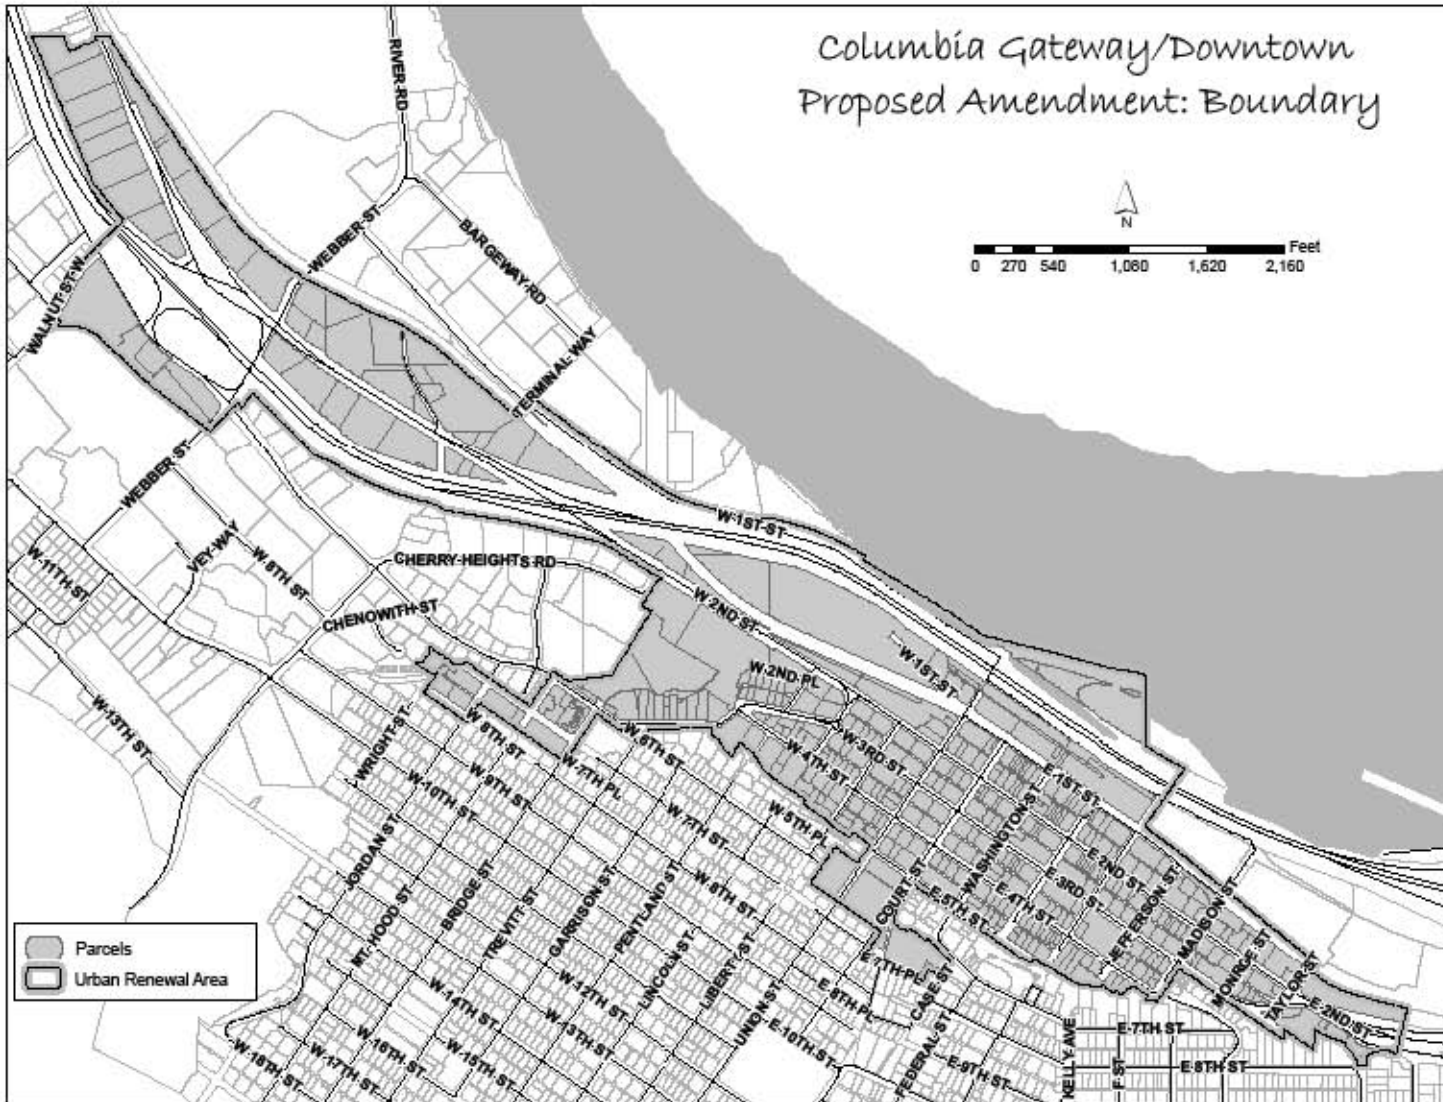 Columbia Gateway/Downtown
Proposed Amendment: Boundary
N
Feet
0 270 540 1,080 1,620 2,160
RIVER RD
WEBBER ST
BARGEWAY RD
TERMINAL WAY
WALNUT ST W
WEBBER ST
VEY WAY
W 8TH ST
W 11TH ST
W 13TH ST
CHERRY HEIGHTS RD
CHENOWITH ST
W 1ST ST
W 2ND ST
W 2ND PL
W 1ST ST
W 3RD ST
W 4TH ST
W 5TH PL
W 6TH ST
W 7TH PL
W 8TH ST
W 9TH ST
W 10TH ST
W 7TH ST
W 8TH ST
WRIGHT ST
JORDAN ST
MT HOOD ST
BRIDGE ST
TREVITT ST
GARRISON ST
PENTLAND ST
LINCOLN ST
LIBERTY ST
UNION ST
COURT ST
WASHINGTON ST
JEFFERSON ST
MADISON ST
MONROE ST
TAYLOR ST
E 1ST ST
E 2ND ST
E 3RD ST
E 4TH ST
E 5TH ST
E 2ND ST
E 7TH PL
E 8TH PL
CASE ST
FEDERAL ST
E 9TH ST
E 10TH ST
KELLY AVE
F ST
E 7TH ST
E 8TH ST
W 12TH ST
W 13TH ST
W 14TH ST
W 15TH ST
W 16TH ST
W 17TH ST
W 18TH ST
Parcels
Urban Renewal Area